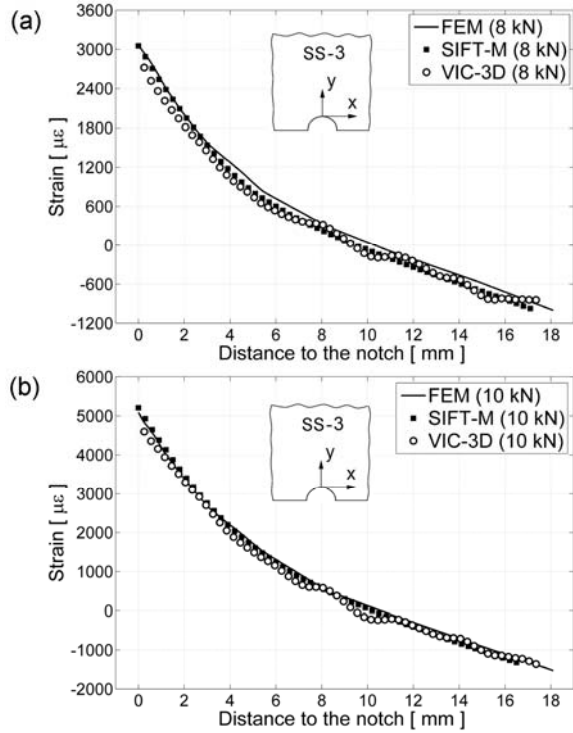 (a)
FEM (8 kN)
SIFT-M (8 kN)
VIC-3D (8 kN)
SS-3
y
x
Strain [ με ]
3600
3000
2400
1800
1200
600
0
-600
-1200
0 2 4 6 8 10 12 14 16 18
Distance to the notch [ mm ]
(b)
FEM (10 kN)
SIFT-M (10 kN)
VIC-3D (10 kN)
SS-3
y
x
Strain [ με ]
6000
5000
4000
3000
2000
1000
0
-1000
-2000
0 2 4 6 8 10 12 14 16 18
Distance to the notch [ mm ]